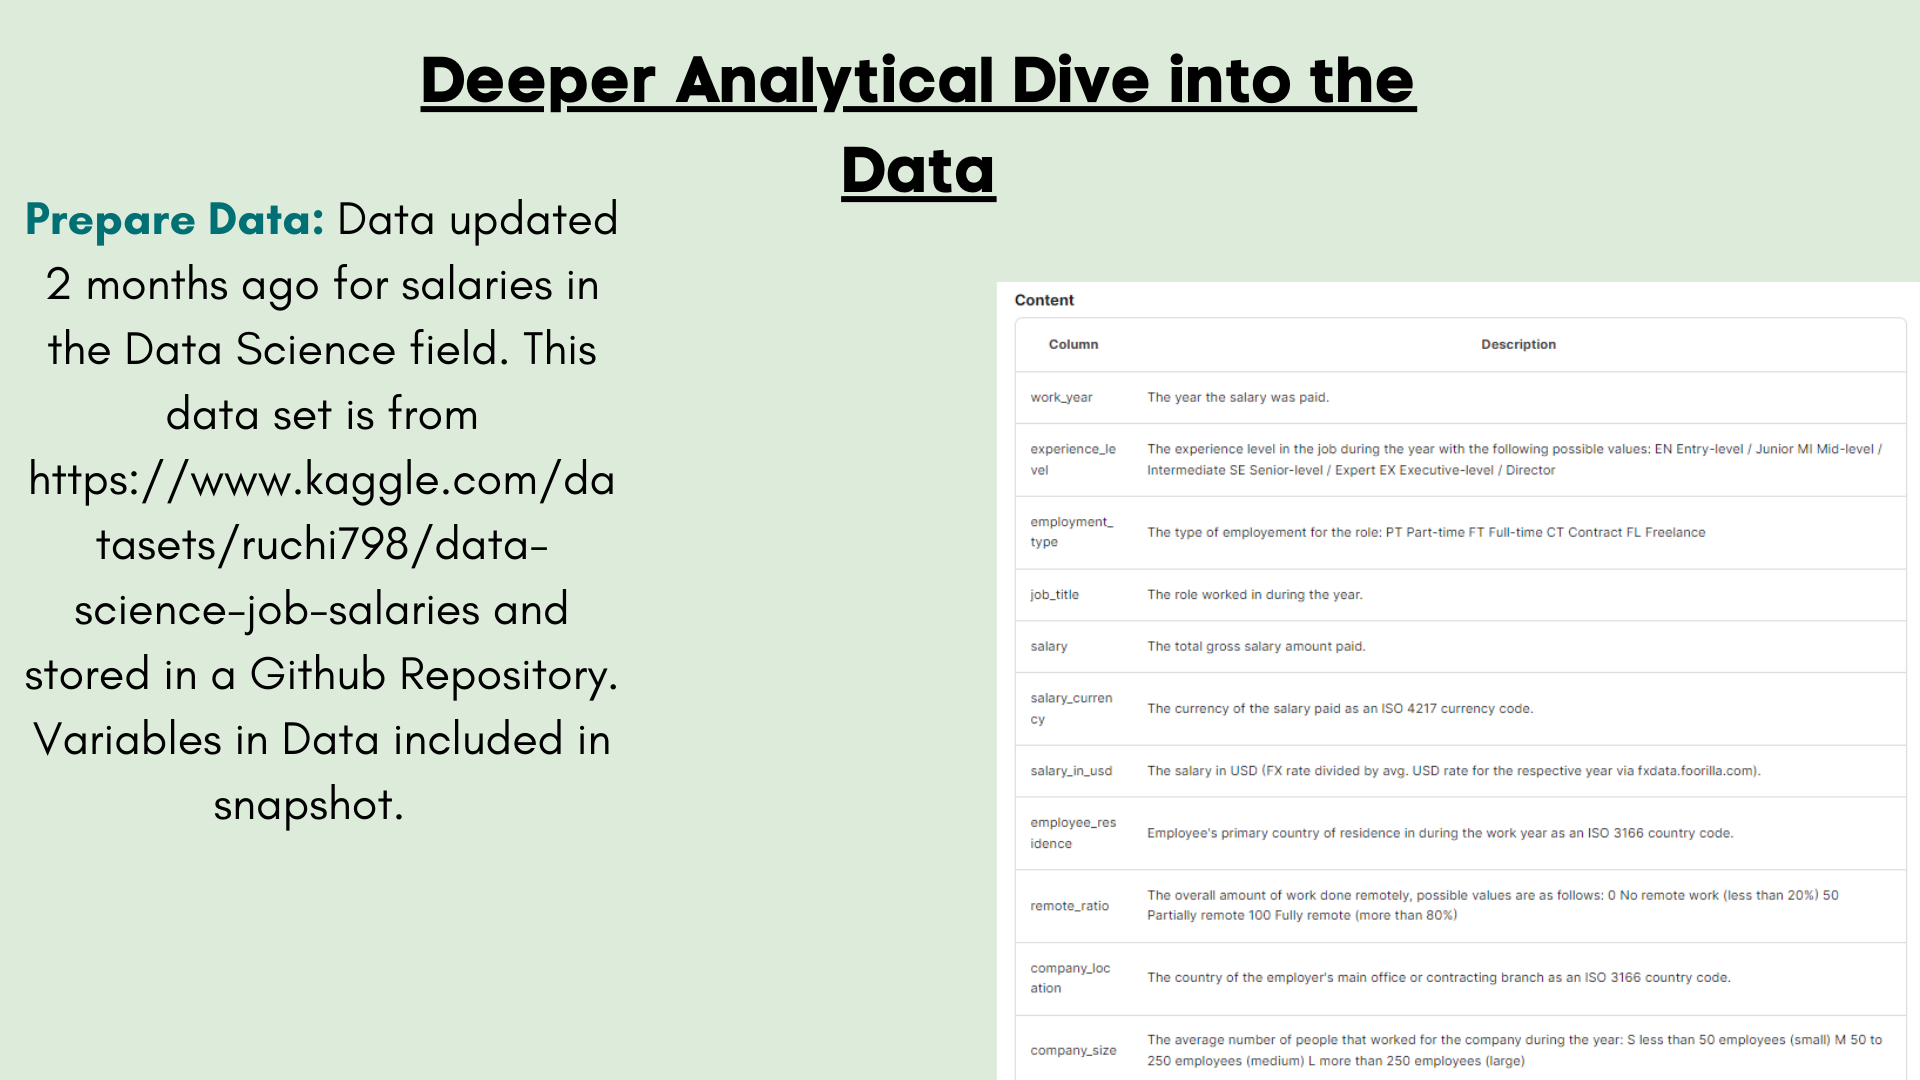 Deeper Analytical Dive into the
Data
Prepare Data: Data updated
2 months ago for salaries in
the Data Science field. This
data set is from
https://www.kaggle.com/da
tasets/ruchi798/data-
science-job-salaries and
stored in a Github Repository.
Variables in Data included in
snapshot.
Content
Column Description
work_year The year the salary was paid.
experience_le
vel
The experience level in the job during the year with the following possible values: EN Entry-level / Junior MI Mid-level /
Intermediate SE Senior-level / Expert EX Executive-level / Director
employment_
type
The type of employement for the role: PT Part-time FT Full-time CT Contract FL Freelance
job_title The role worked in during the year.
salary The total gross salary amount paid.
salary_curren
cy
The currency of the salary paid as an ISO 4217 currency code.
salary_in_usd The salary in USD (FX rate divided by avg. USD rate for the respective year via fxdata.foorilla.com).
employee_res
idence
Employee's primary country of residence in during the work year as an ISO 3166 country code.
remote_ratio
The overall amount of work done remotely, possible values are as follows: 0 No remote work (less than 20%) 50
Partially remote 100 Fully remote (more than 80%)
company_loc
ation
The country of the employer's main office or contracting branch as an ISO 3166 country code.
company_size
The average number of people that worked for the company during the year: S less than 50 employees (small) M 50 to
250 employees (medium) L more than 250 employees (large)